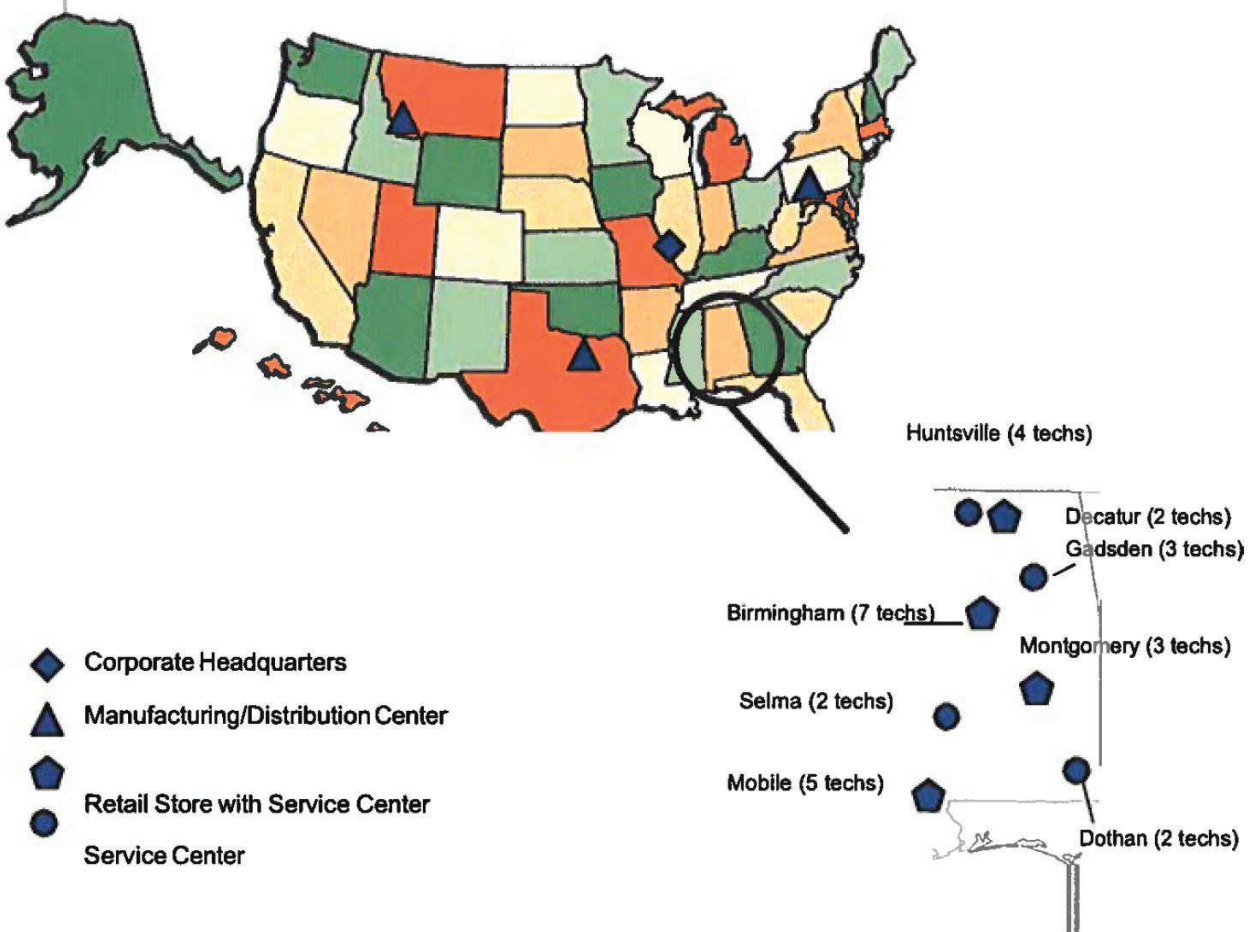 Huntsville (4 techs)
Decatur (2 techs)
Gadsden (3 techs)
Birmingham (7 techs)
Montgomery (3 techs)
Selma (2 techs)
Mobile (5 techs)
Dothan (2 techs)
Corporate Headquarters
Manufacturing/Distribution Center
Retail Store with Service Center
Service Center